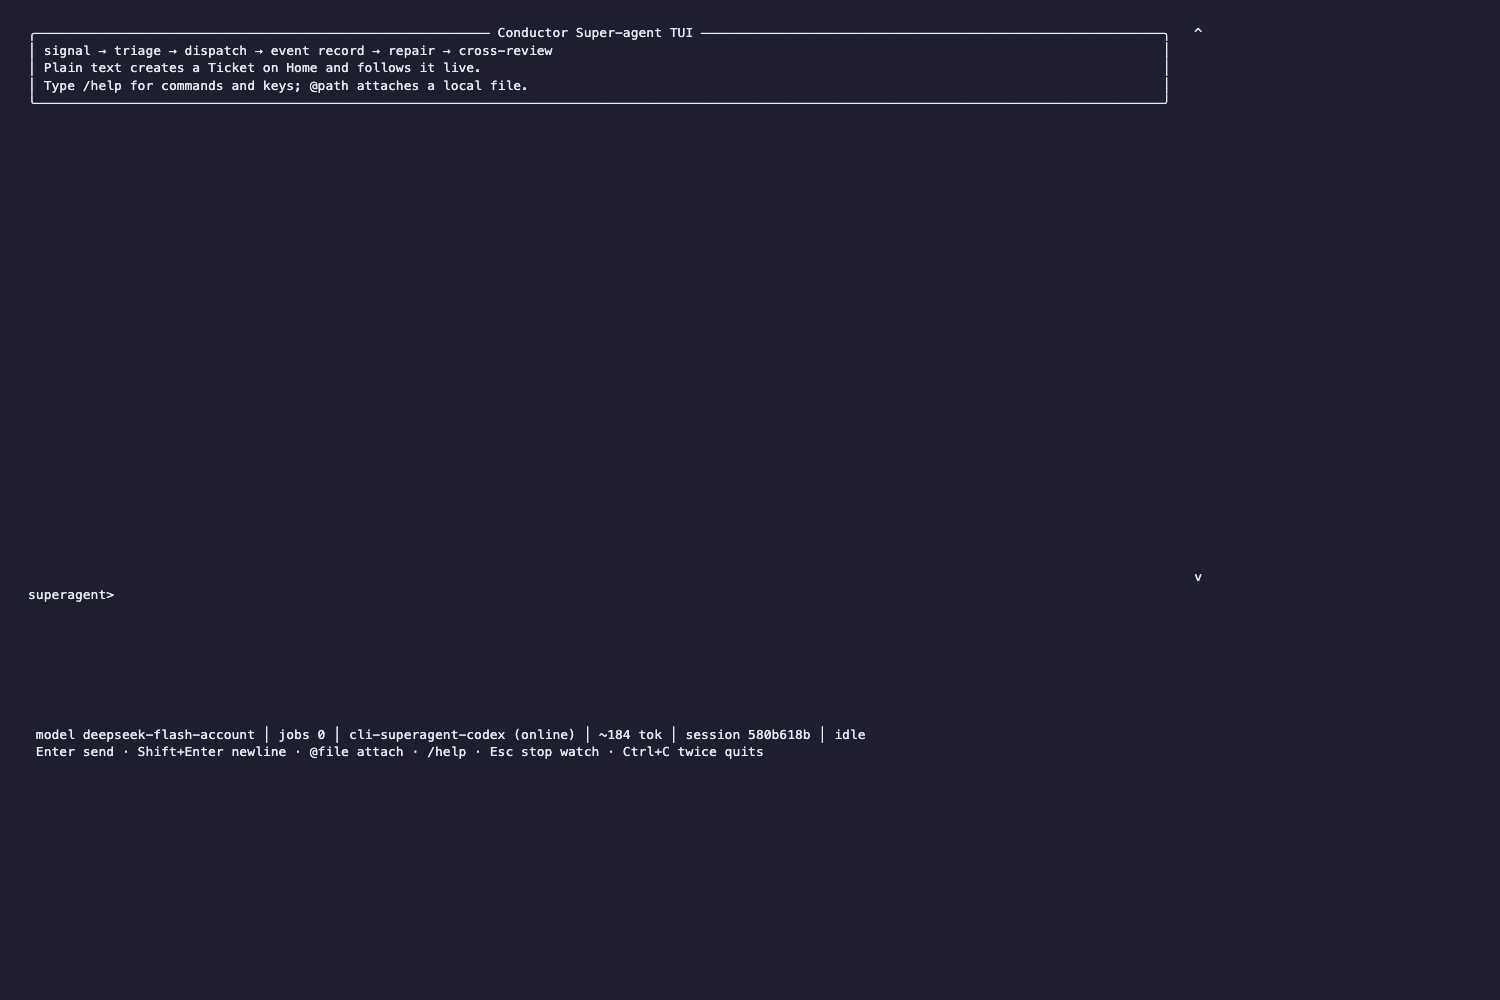 Conductor Super-agent TUI
signal → triage → dispatch → event record → repair → cross-review
Plain text creates a Ticket on Home and follows it live.
Type /help for commands and keys; @path attaches a local file.
^
v
superagent>
model deepseek-flash-account │ jobs 0 │ cli-superagent-codex (online) │ ~184 tok │ session 580b618b │ idle
Enter send · Shift+Enter newline · @file attach · /help · Esc stop watch · Ctrl+C twice quits